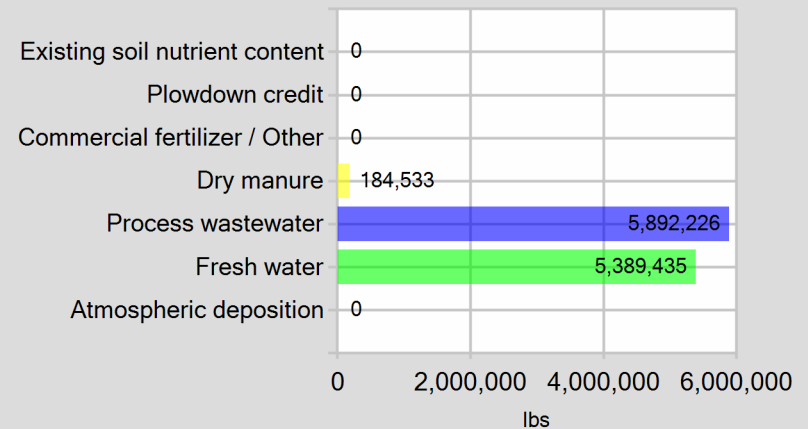 Existing soil nutrient content 0
Plowdown credit 0
Commercial fertilizer / Other 0
Dry manure 184,533
Process wastewater 5,892,226
Fresh water 5,389,435
Atmospheric deposition 0
0 2,000,000 4,000,000 6,000,000
lbs